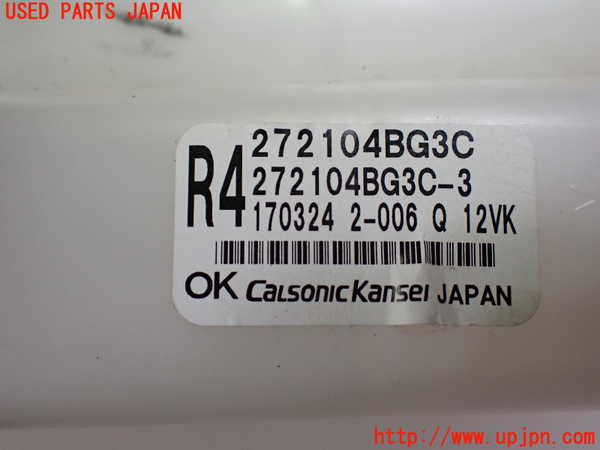 USED PARTS JAPAN
R4
272104BG3C
272104BG3C-3
170324 2-006 Q 12VK
OK CalsonicKansei JAPAN
http://www.upjpn.com/